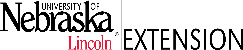 UNIVERSITY OF
Nebraska
Lincoln
EXTENSION